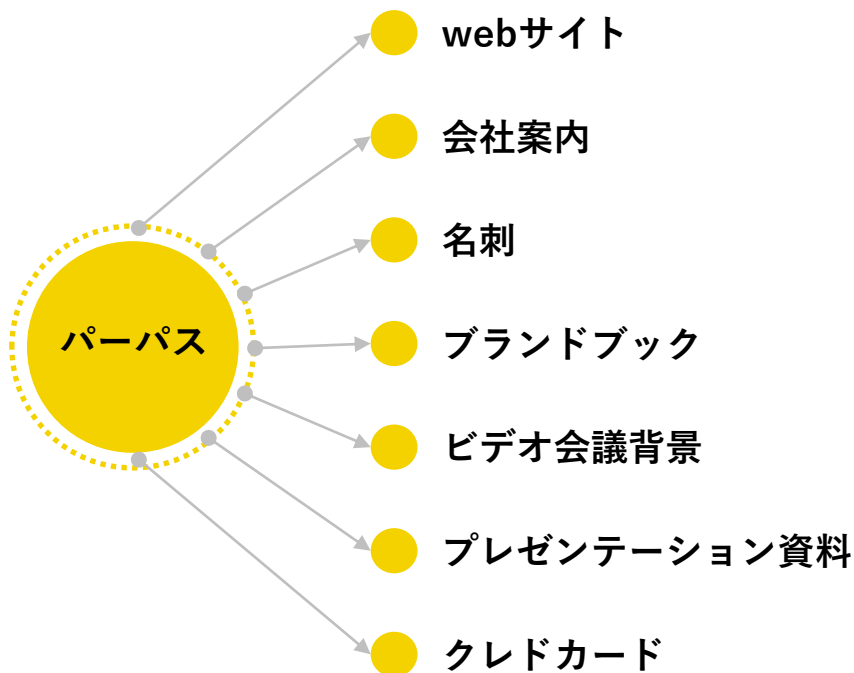 webサイト
会社案内
名刺
パーパス
ブランドブック
ビデオ会議背景
プレゼンテーション資料
クレドカード